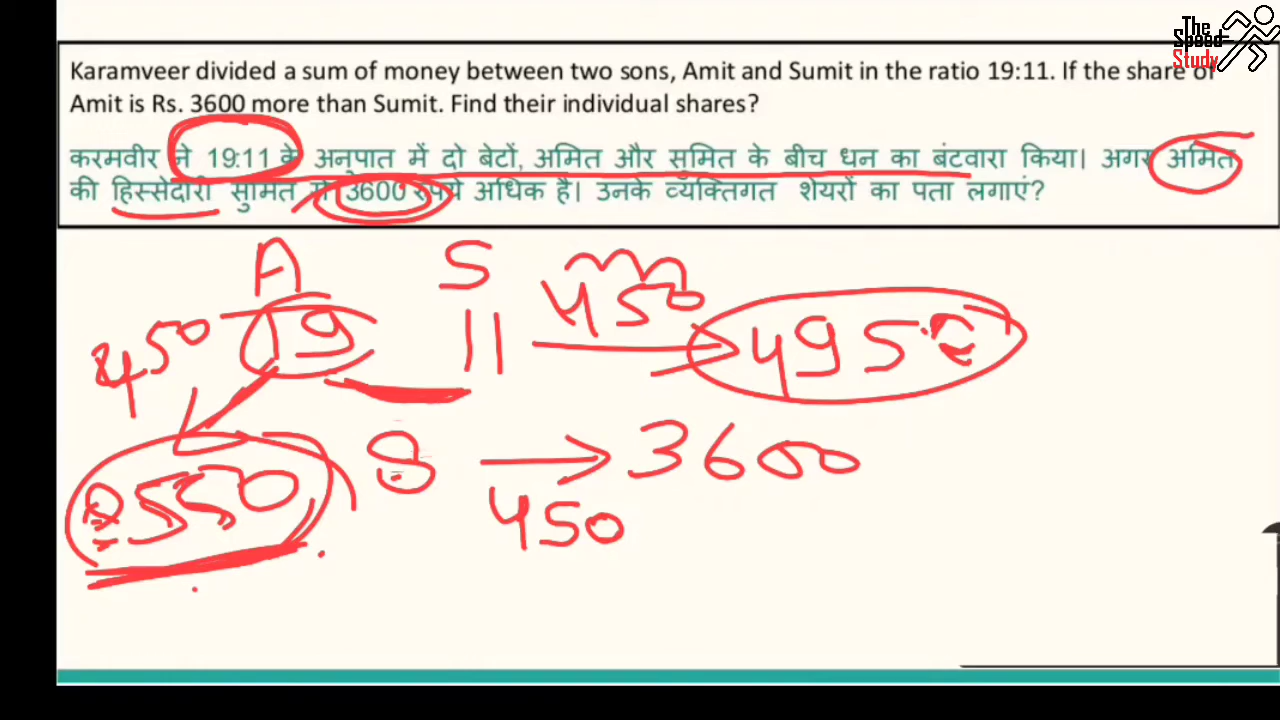 The
Speed
Study
Karamveer divided a sum of money between two sons, Amit and Sumit in the ratio 19:11. If the share of
Amit is Rs. 3600 more than Sumit. Find their individual shares?
करमवीर ने 19:11 के अनुपात में दो बेटों, अमित और सुमित के बीच धन का बंटवारा किया। अगर अमित
की हिस्सेदारी सुमित से 3600 रुपये अधिक है। उनके व्यक्तिगत शेयरों का पता लगाएं?
A S
450 19 11 450 4950
8 3600
8550 450